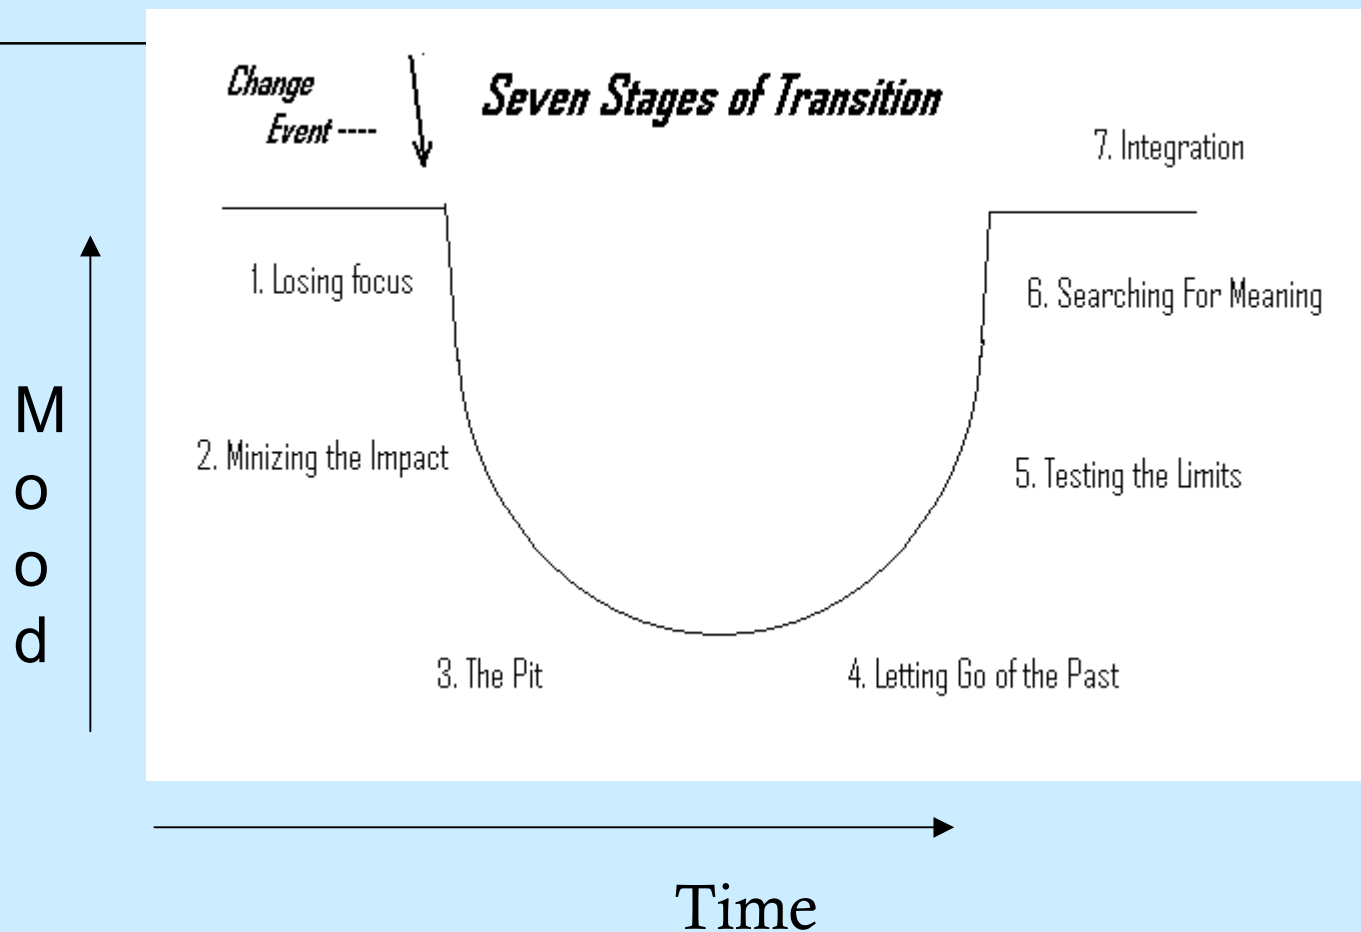 Change
Event ----
Seven Stages of Transition
7. Integration
1. Losing focus
6. Searching For Meaning
2. Minizing the Impact
5. Testing the Limits
3. The Pit
4. Letting Go of the Past
Mood
Time